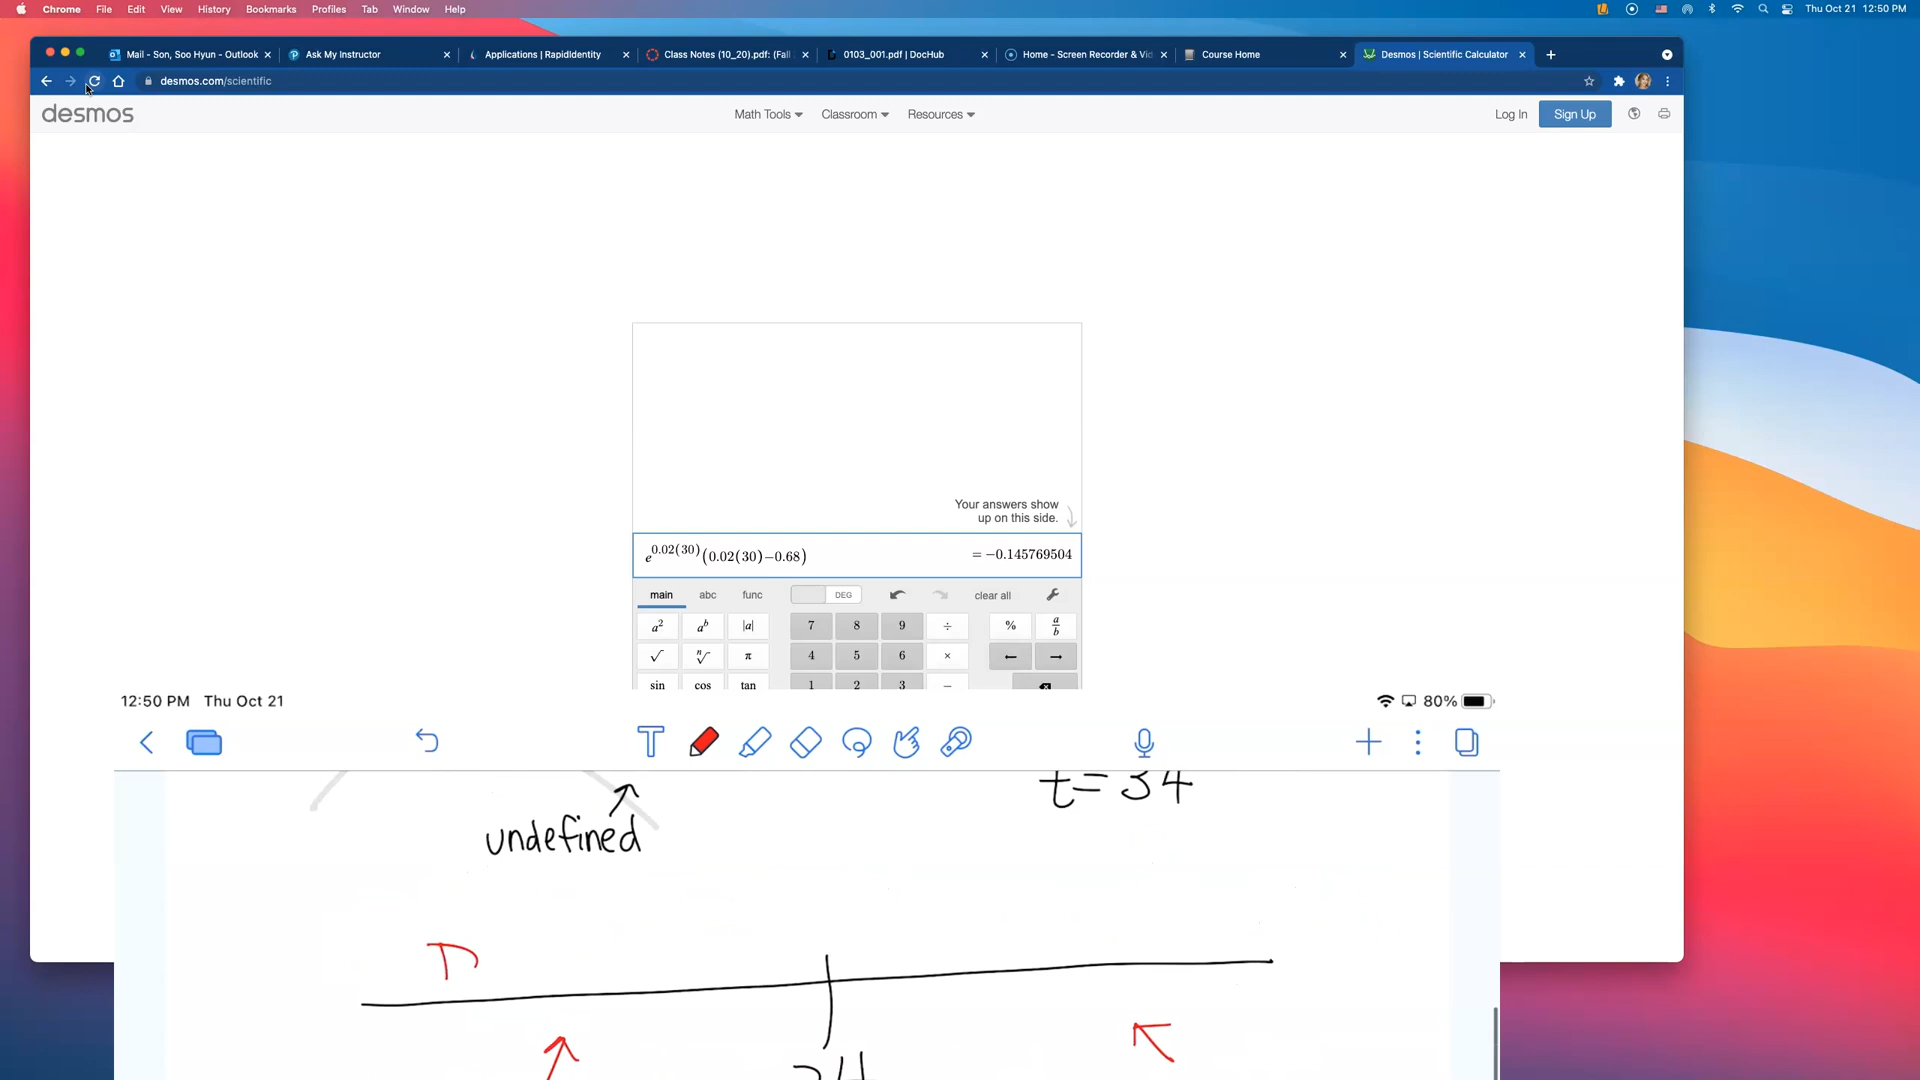 Chrome File Edit View History Bookmarks Profiles Tab Window Help Thu Oct 21 12:50 PM
Mail - Son, Soo Hyun - Outlook Ask My Instructor Applications | RapidIdentity Class Notes (10_20).pdf: (Fall 0103_001.pdf | DocHub Home - Screen Recorder & Vid Course Home Desmos | Scientific Calculator
desmos.com/scientific
desmos Math Tools Classroom Resources Log In Sign Up
Your answers show
up on this side.
e^0.02(30)(0.02(30)−0.68) = −0.145769504
main abc func DEG clear all
a² aᵇ |a| 7 8 9 ÷ % a/b
√ ⁿ√ π 4 5 6 × ← →
sin cos tan 1 2 3 −
12:50 PM Thu Oct 21 80%
T
t= 34
undefined
34